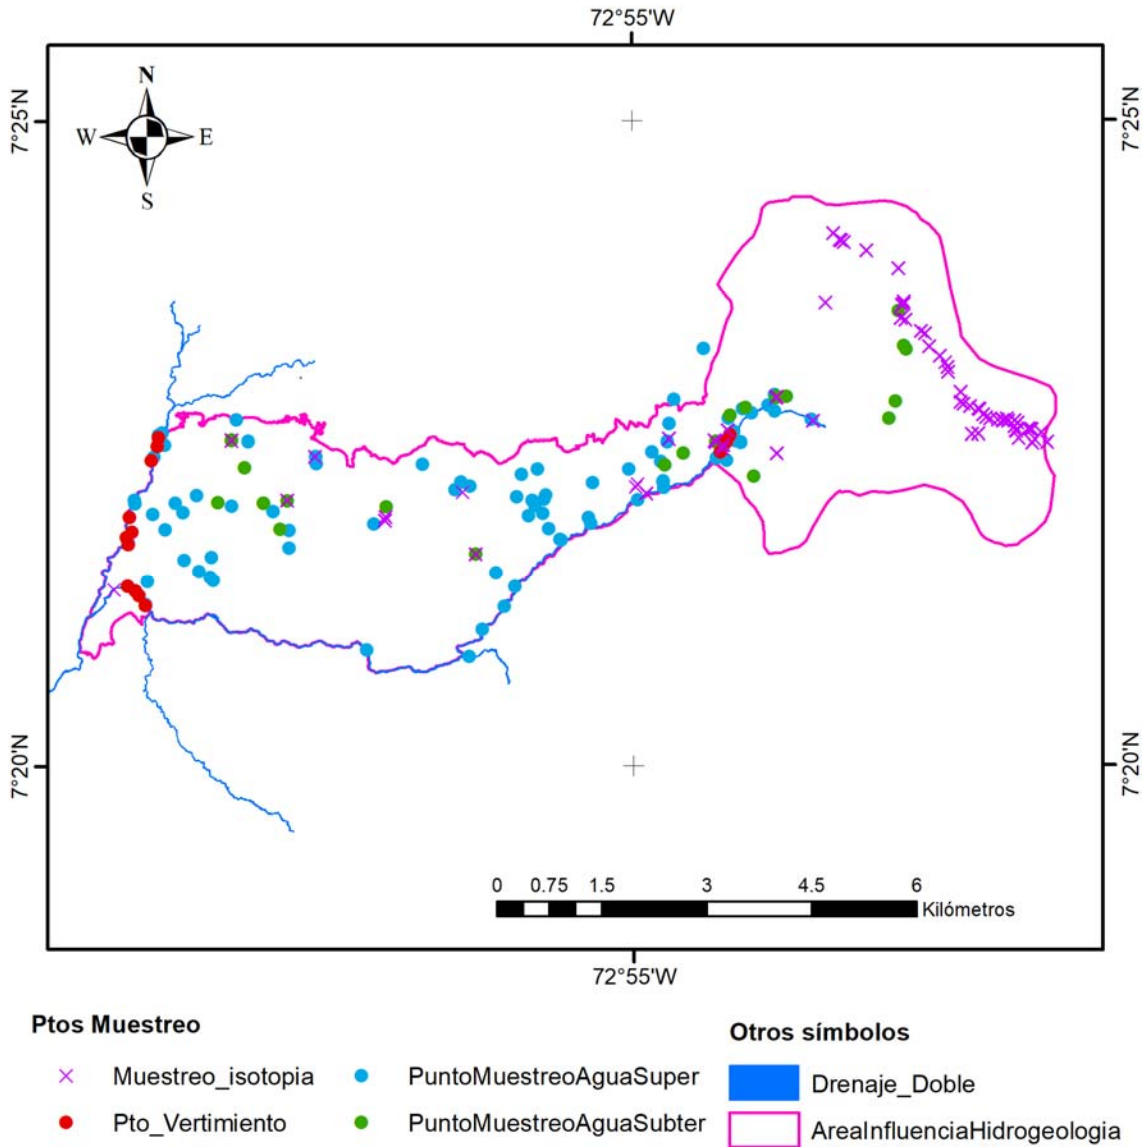 72°55'W
N
W E
S
7°25'N
7°25'N
7°20'N
7°20'N
0 0.75 1.5 3 4.5 6
Kilómetros
72°55'W
Ptos Muestreo
Muestreo_isotopia
Pto_Vertimiento
PuntoMuestreoAguaSuper
PuntoMuestreoAguaSubter
Otros símbolos
Drenaje_Doble
AreaInfluenciaHidrogeologia